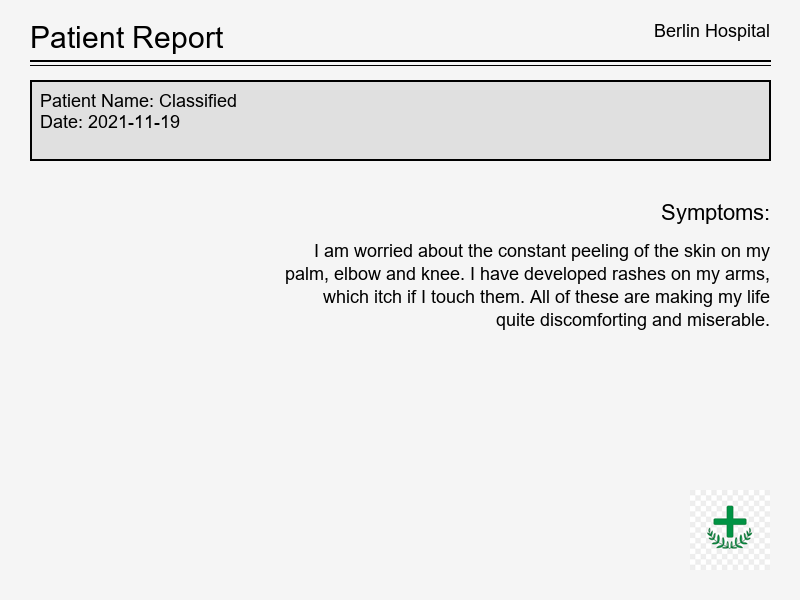 Patient Report
Berlin Hospital
Patient Name: Classified
Date: 2021-11-19
Symptoms:
I am worried about the constant peeling of the skin on my
palm, elbow and knee. I have developed rashes on my arms,
which itch if I touch them. All of these are making my life
quite discomforting and miserable.